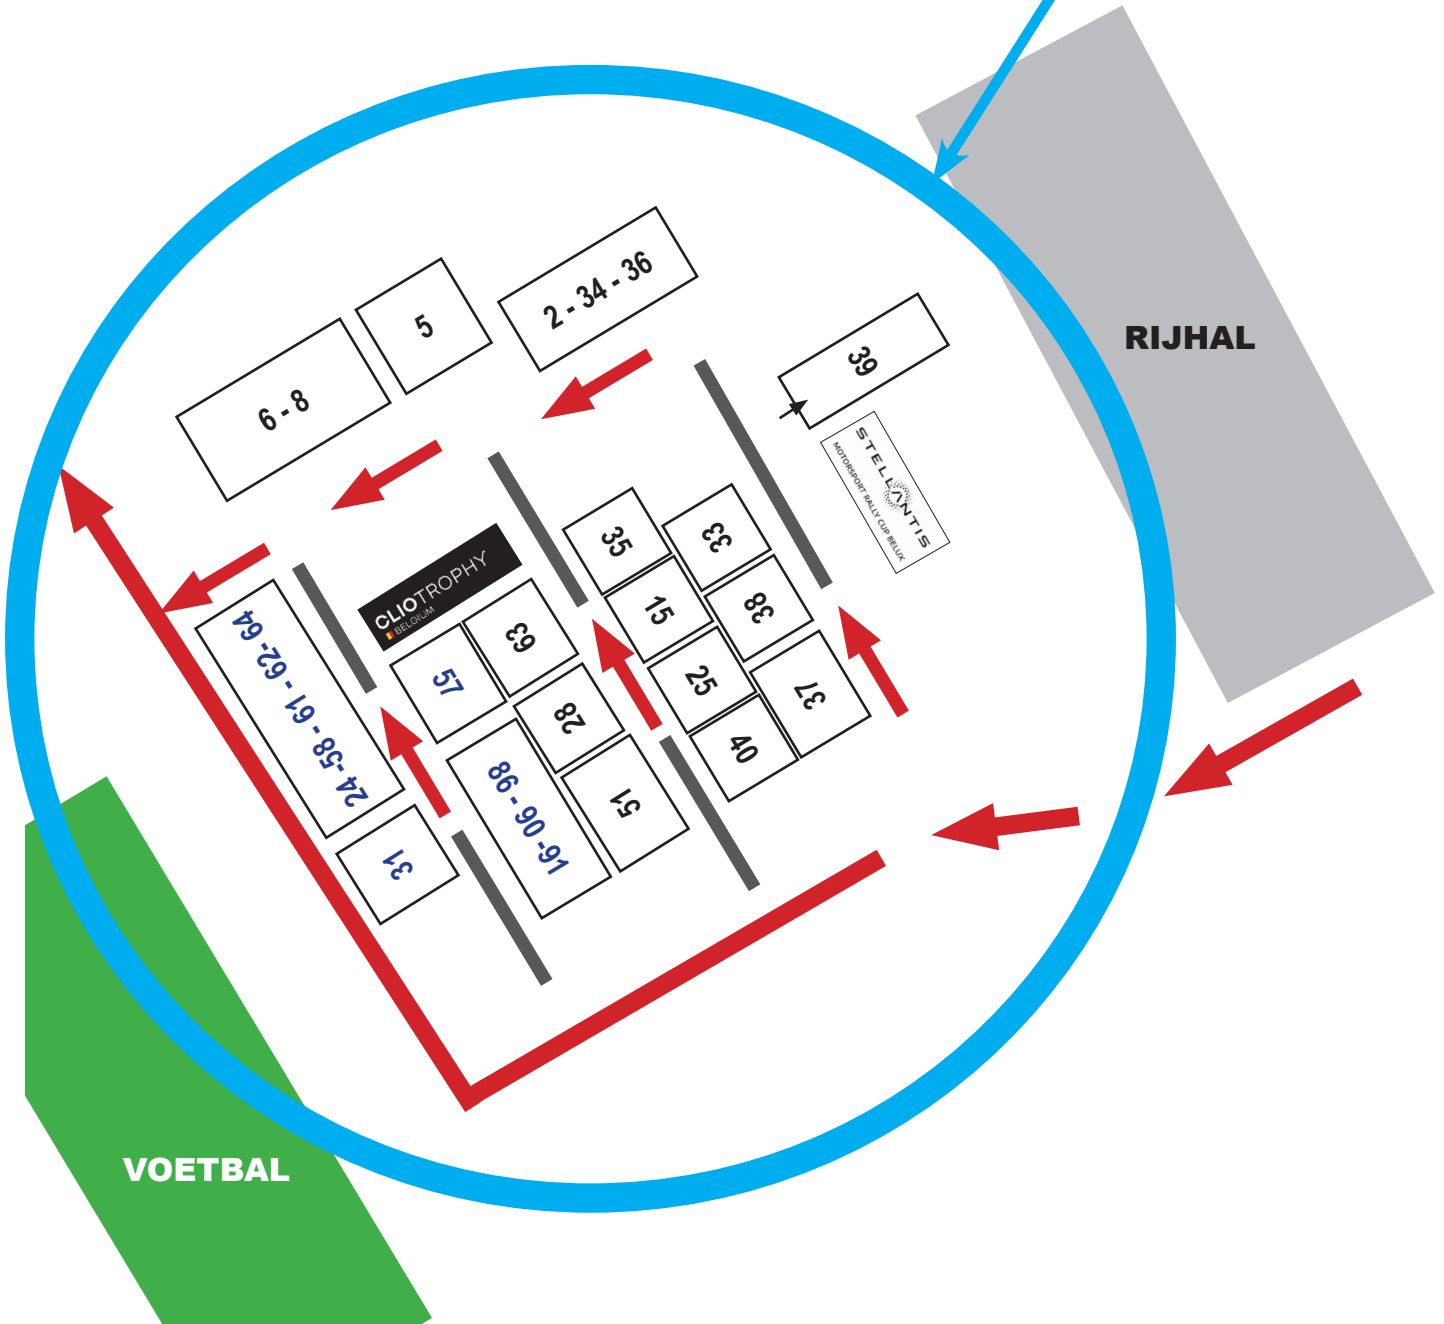 2 - 34 - 36
5
6 - 8
39
RIJHAL
STELLANTIS
MOTORSPORT RALLY CUP BELUX
35
33
15
38
25
37
40
CLIOTROPHY
BELGIUM
63
57
28
51
16- 06 - 98
24 -58 - 61 - 62- 64
31
VOETBAL